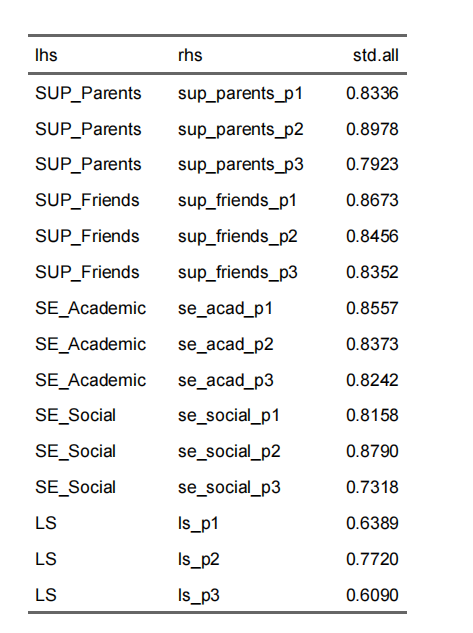 lhs rhs std.all
SUP_Parents sup_parents_p1 0.8336
SUP_Parents sup_parents_p2 0.8978
SUP_Parents sup_parents_p3 0.7923
SUP_Friends sup_friends_p1 0.8673
SUP_Friends sup_friends_p2 0.8456
SUP_Friends sup_friends_p3 0.8352
SE_Academic se_acad_p1 0.8557
SE_Academic se_acad_p2 0.8373
SE_Academic se_acad_p3 0.8242
SE_Social se_social_p1 0.8158
SE_Social se_social_p2 0.8790
SE_Social se_social_p3 0.7318
LS ls_p1 0.6389
LS ls_p2 0.7720
LS ls_p3 0.6090